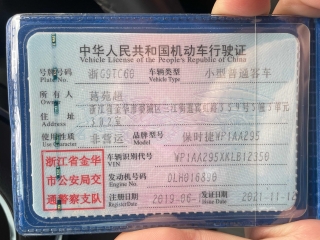 中华人民共和国机动车行驶证
Vehicle License of the People's Republic of China
号牌号码 浙G9TC68 车辆类型 小型普通客车
Plate No. Vehicle Type
所有人
Owner
住址
Address
使用性质 非营运 品牌型号 保时捷WP1AA295
Use Character Model
浙江省金华 车辆识别代号 WP1AA295XKLB12350
VIN
市公安局交 发动机号码
Engine No.
通警察支队 注册日期 2019-06- 发证日期 2021-11-12
Register Date Issue Date